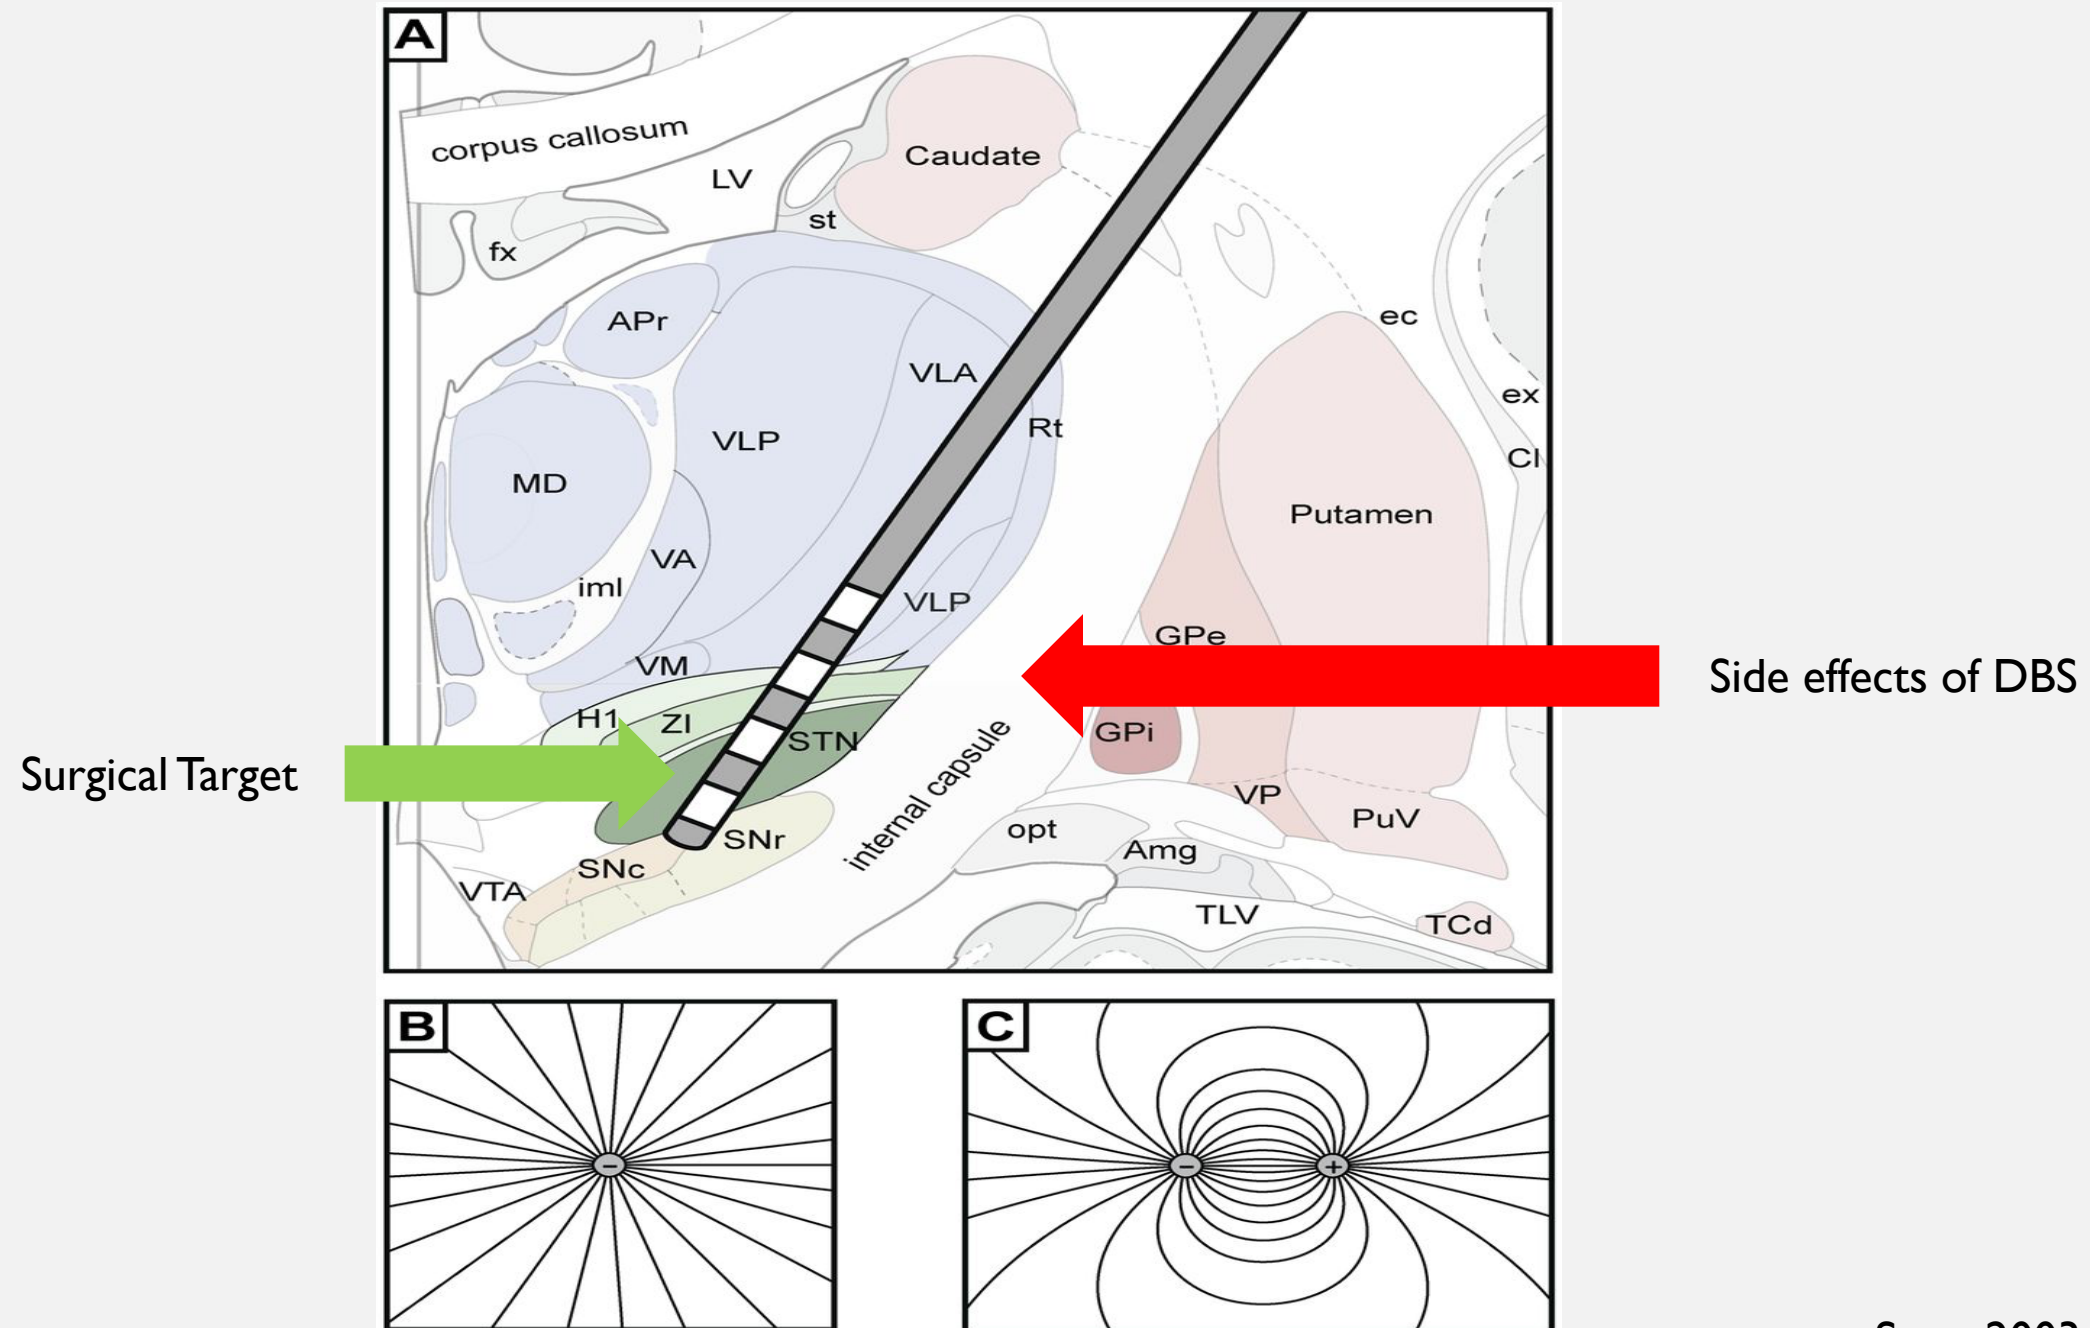 A
corpus callosum
LV
Caudate
st
fx
APr
ec
VLA
ex
Rt
VLP
Cl
MD
Putamen
VA
iml
VLP
GPe
VM
Side effects of DBS
H1
ZI
STN
GPi
Surgical Target
internal capsule
VP
PuV
opt
SNr
Amg
SNc
VTA
TLV
TCd
B
C
-
- +